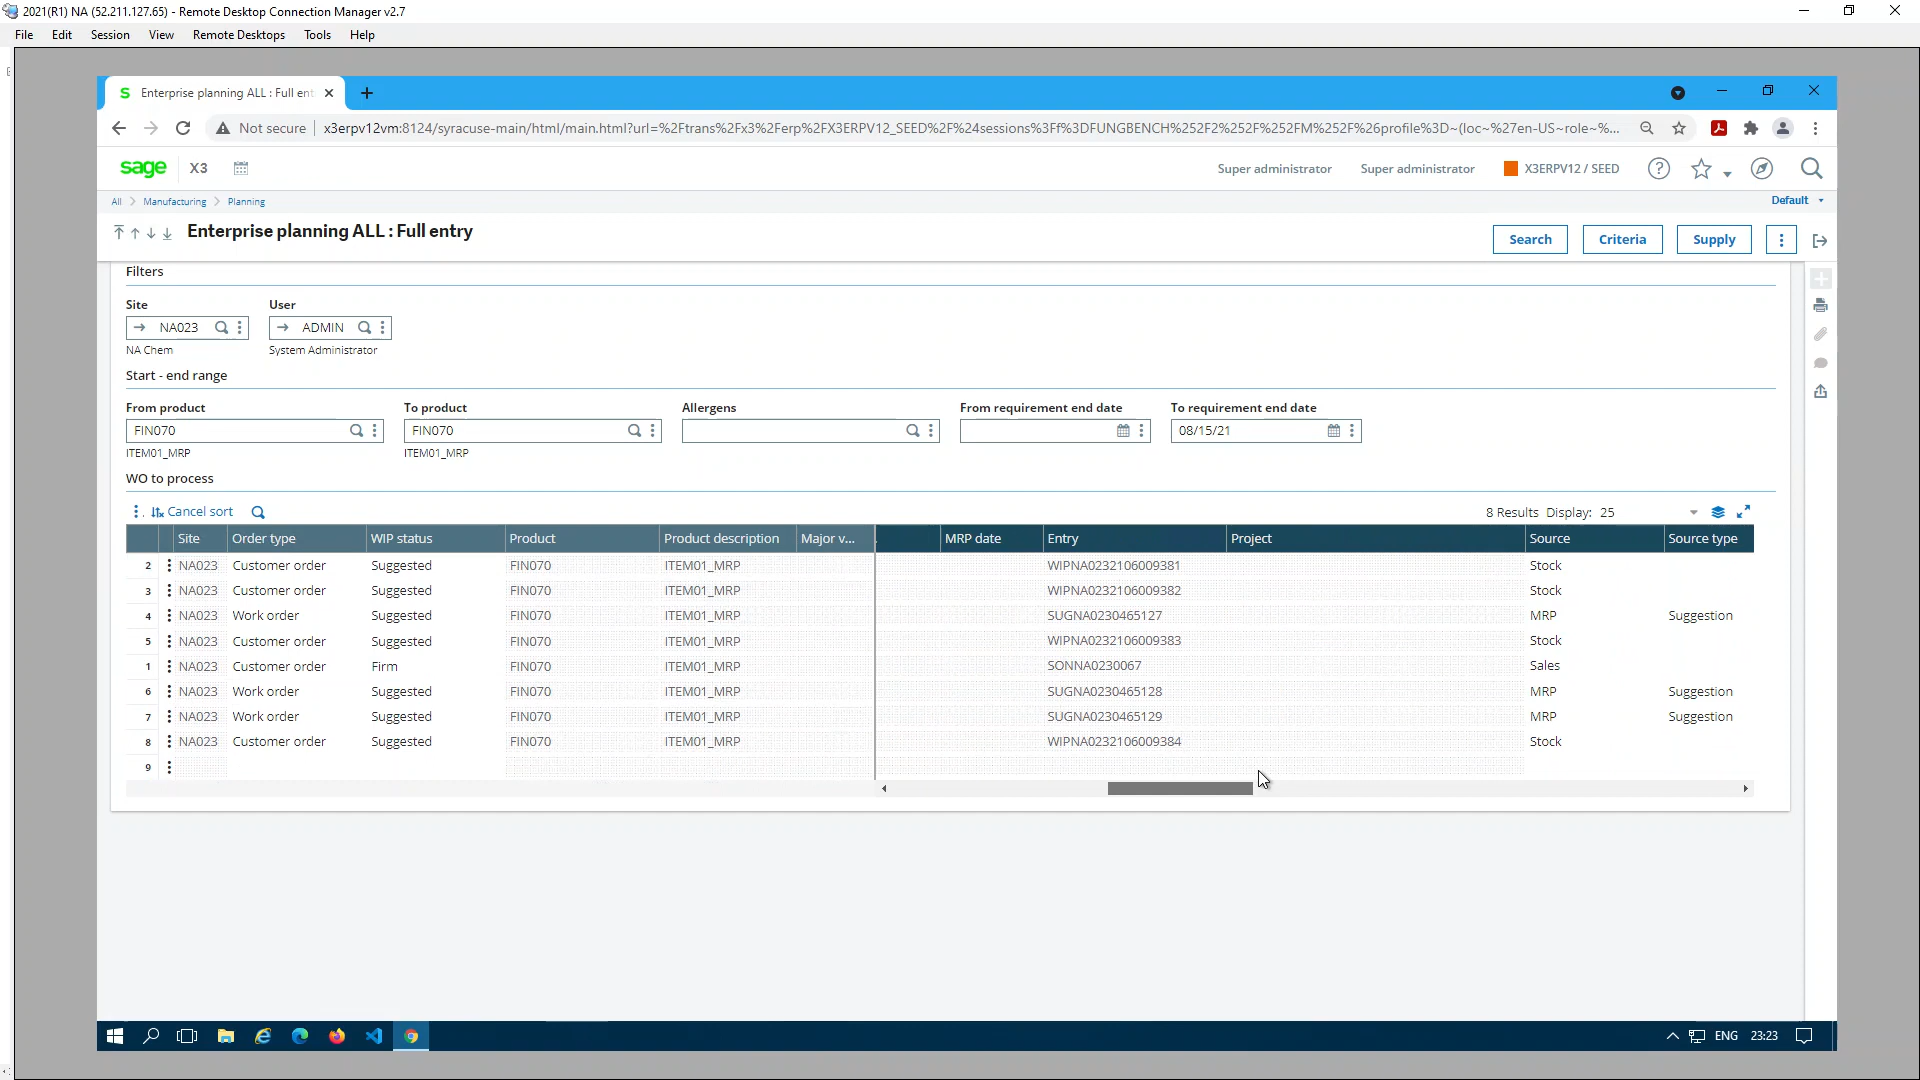 2021(R1) NA (52.211.127.65) - Remote Desktop Connection Manager v2.7
File Edit Session View Remote Desktops Tools Help
S Enterprise planning ALL : Full ent
Not secure x3erpv12vm:8124/syracuse-main/html/main.html?url=%2Ftrans%2Fx3%2Ferp%2FX3ERPV12_SEED%2F%24sessions%3Ff%3DFUNGBENCH%252F2%252F%252FM%252F%26profile%3D~(loc~%27en-US~role~%...
sage X3 Super administrator Super administrator X3ERPV12 / SEED
All Manufacturing Planning Default
Enterprise planning ALL : Full entry Search Criteria Supply
Filters
Site User
NA023 ADMIN
NA Chem System Administrator
Start - end range
From product To product Allergens From requirement end date To requirement end date
FIN070 FIN070 08/15/21
ITEM01_MRP ITEM01_MRP
WO to process
Cancel sort 8 Results Display: 25
Site Order type WIP status Product Product description Major v... MRP date Entry Project Source Source type
2 NA023 Customer order Suggested FIN070 ITEM01_MRP WIPNA0232106009381 Stock
3 NA023 Customer order Suggested FIN070 ITEM01_MRP WIPNA0232106009382 Stock
4 NA023 Work order Suggested FIN070 ITEM01_MRP SUGNA0230465127 MRP Suggestion
5 NA023 Customer order Suggested FIN070 ITEM01_MRP WIPNA0232106009383 Stock
1 NA023 Customer order Firm FIN070 ITEM01_MRP SONNA0230067 Sales
6 NA023 Work order Suggested FIN070 ITEM01_MRP SUGNA0230465128 MRP Suggestion
7 NA023 Work order Suggested FIN070 ITEM01_MRP SUGNA0230465129 MRP Suggestion
8 NA023 Customer order Suggested FIN070 ITEM01_MRP WIPNA0232106009384 Stock
9
ENG 23:23